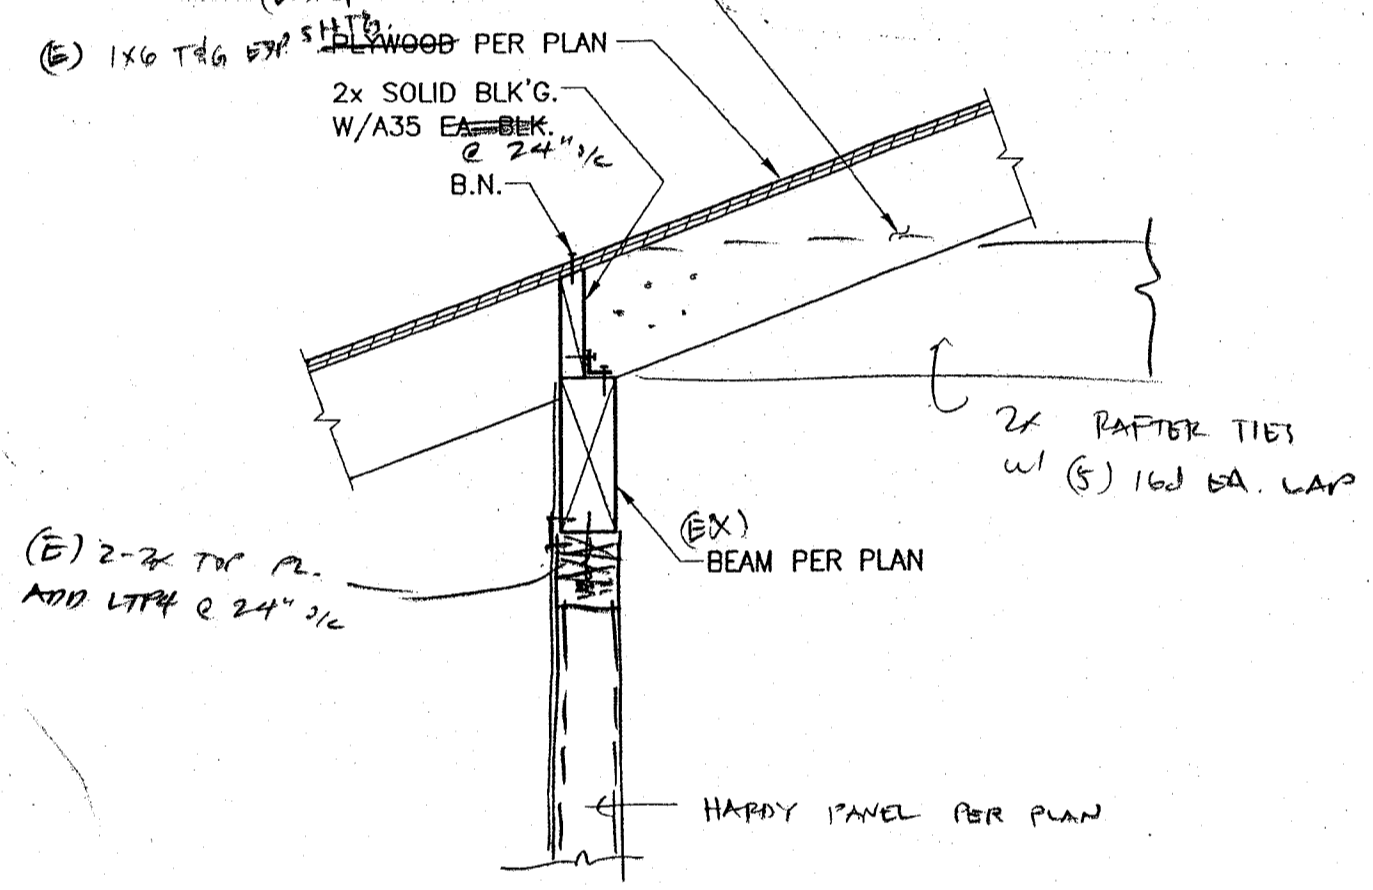 (E) 1x6 T&G EXP. SHT'G. PLYWOOD PER PLAN
2x SOLID BLK'G.
W/A35 EA. BLK.
@ 24" o/c
B.N.
2x RAFTER TIES
w/ (5) 16d EA. LAP
(EX)
BEAM PER PLAN
(E) 2-2x TOP PL.
ADD LTP4 @ 24" o/c
HARDY PANEL PER PLAN